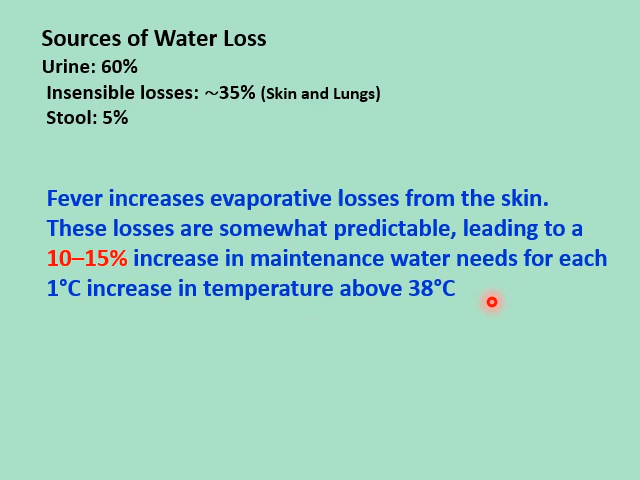 Sources of Water Loss
Urine: 60%
Insensible losses: ~35% (Skin and Lungs)
Stool: 5%
Fever increases evaporative losses from the skin.
These losses are somewhat predictable, leading to a
10–15% increase in maintenance water needs for each
1°C increase in temperature above 38°C